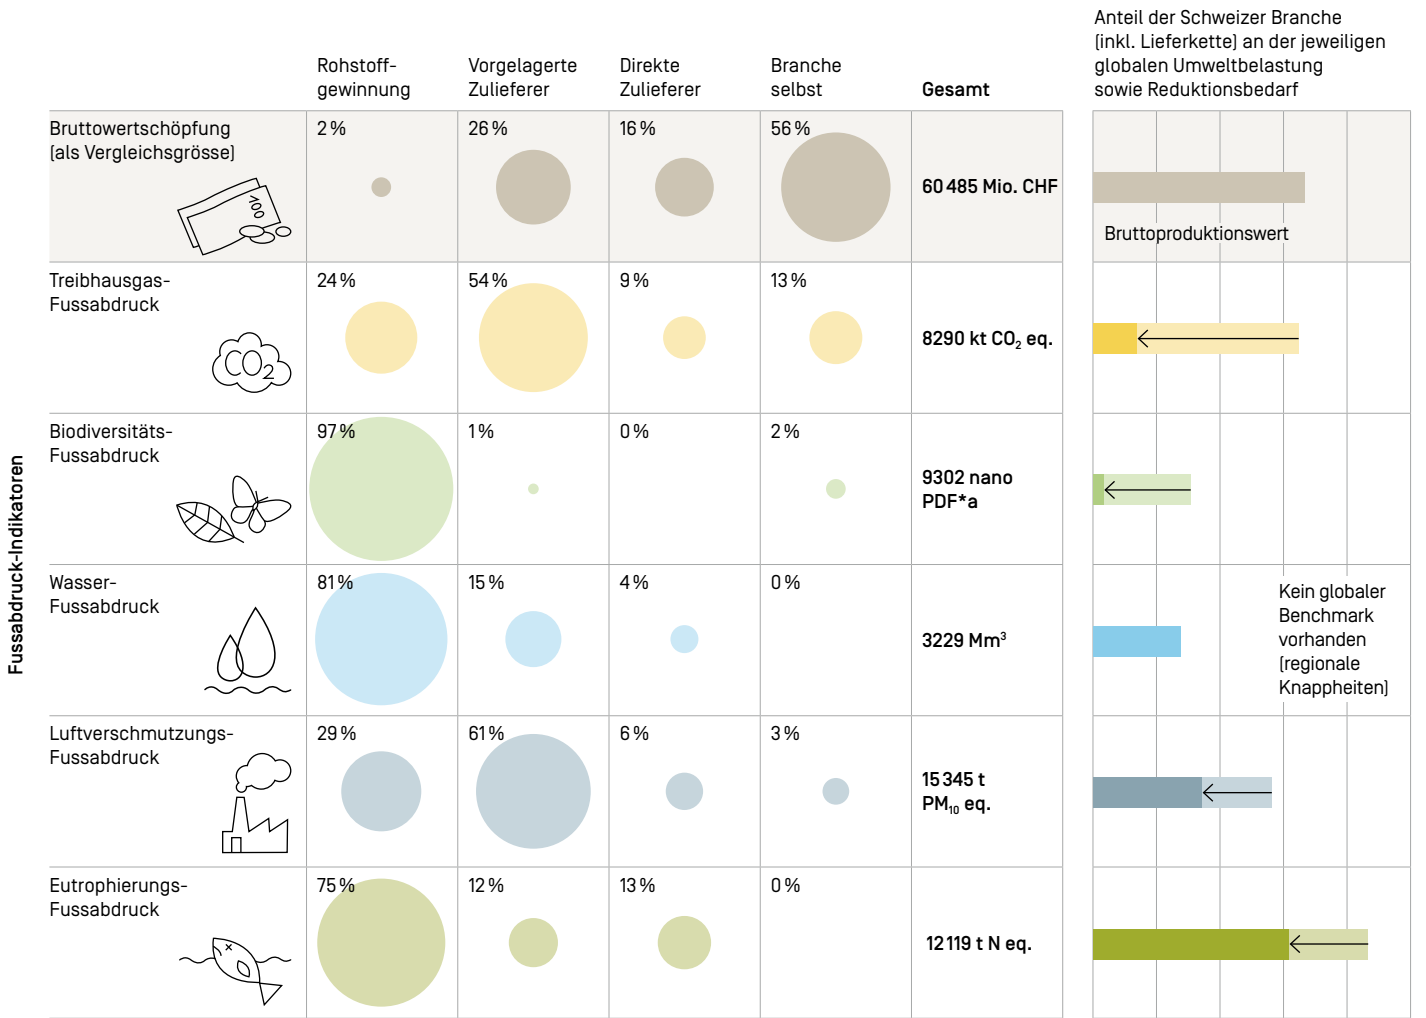 Anteil der Schweizer Branche
(inkl. Lieferkette) an der jeweiligen
globalen Umweltbelastung
sowie Reduktionsbedarf
Rohstoff-
gewinnung
Vorgelagerte
Zulieferer
Direkte
Zulieferer
Branche
selbst
Gesamt
Fussabdruck-Indikatoren
Bruttowertschöpfung
(als Vergleichsgrösse)
100
2 %
26 %
16 %
56 %
60 485 Mio. CHF
Bruttoproduktionswert
Treibhausgas-
Fussabdruck
CO2
24 %
54 %
9 %
13 %
8290 kt CO₂ eq.
Biodiversitäts-
Fussabdruck
97 %
1 %
0 %
2 %
9302 nano
PDF*a
Wasser-
Fussabdruck
81 %
15 %
4 %
0 %
3229 Mm³
Kein globaler
Benchmark
vorhanden
(regionale
Knappheiten)
Luftverschmutzungs-
Fussabdruck
29 %
61 %
6 %
3 %
15 345 t
PM₁₀ eq.
Eutrophierungs-
Fussabdruck
75 %
12 %
13 %
0 %
12 119 t N eq.